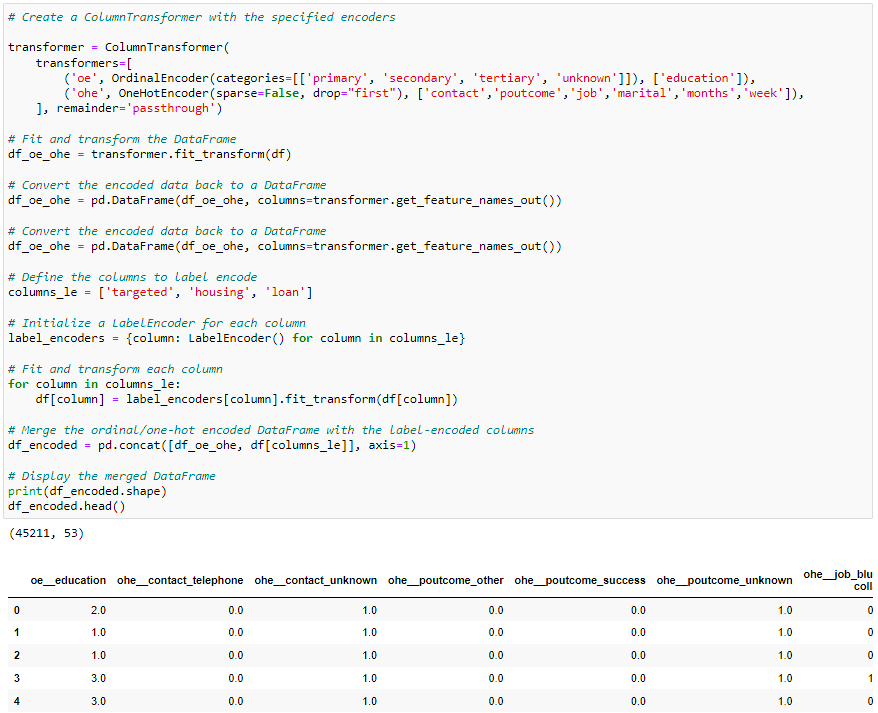 # Create a ColumnTransformer with the specified encoders
transformer = ColumnTransformer(
    transformers=[
        ('oe', OrdinalEncoder(categories=[['primary', 'secondary', 'tertiary', 'unknown']]), ['education']),
        ('ohe', OneHotEncoder(sparse=False, drop="first"), ['contact','poutcome','job','marital','months','week']),
    ], remainder='passthrough')
# Fit and transform the DataFrame
df_oe_ohe = transformer.fit_transform(df)
# Convert the encoded data back to a DataFrame
df_oe_ohe = pd.DataFrame(df_oe_ohe, columns=transformer.get_feature_names_out())
# Convert the encoded data back to a DataFrame
df_oe_ohe = pd.DataFrame(df_oe_ohe, columns=transformer.get_feature_names_out())
# Define the columns to label encode
columns_le = ['targeted', 'housing', 'loan']
# Initialize a LabelEncoder for each column
label_encoders = {column: LabelEncoder() for column in columns_le}
# Fit and transform each column
for column in columns_le:
    df[column] = label_encoders[column].fit_transform(df[column])
# Merge the ordinal/one-hot encoded DataFrame with the label-encoded columns
df_encoded = pd.concat([df_oe_ohe, df[columns_le]], axis=1)
# Display the merged DataFrame
print(df_encoded.shape)
df_encoded.head()
(45211, 53)
oe__education ohe__contact_telephone ohe__contact_unknown ohe__poutcome_other ohe__poutcome_success ohe__poutcome_unknown ohe__job_blu
coll
0 2.0 0.0 1.0 0.0 0.0 1.0 0
1 1.0 0.0 1.0 0.0 0.0 1.0 0
2 1.0 0.0 1.0 0.0 0.0 1.0 0
3 3.0 0.0 1.0 0.0 0.0 1.0 1
4 3.0 0.0 1.0 0.0 0.0 1.0 0